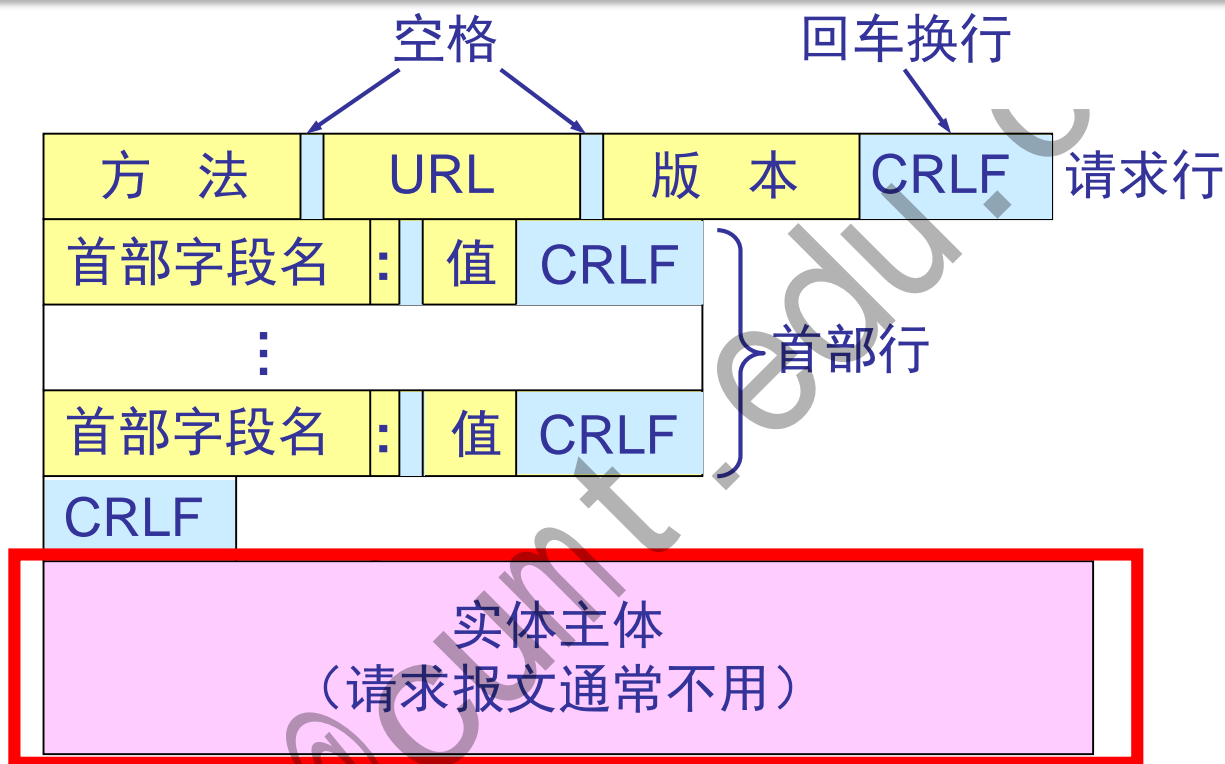 空格 回车换行
方 法 URL 版 本 CRLF 请求行
首部字段名 : 值 CRLF
⋮ 首部行
首部字段名 : 值 CRLF
CRLF
实体主体
（请求报文通常不用）
@cumt.edu.c